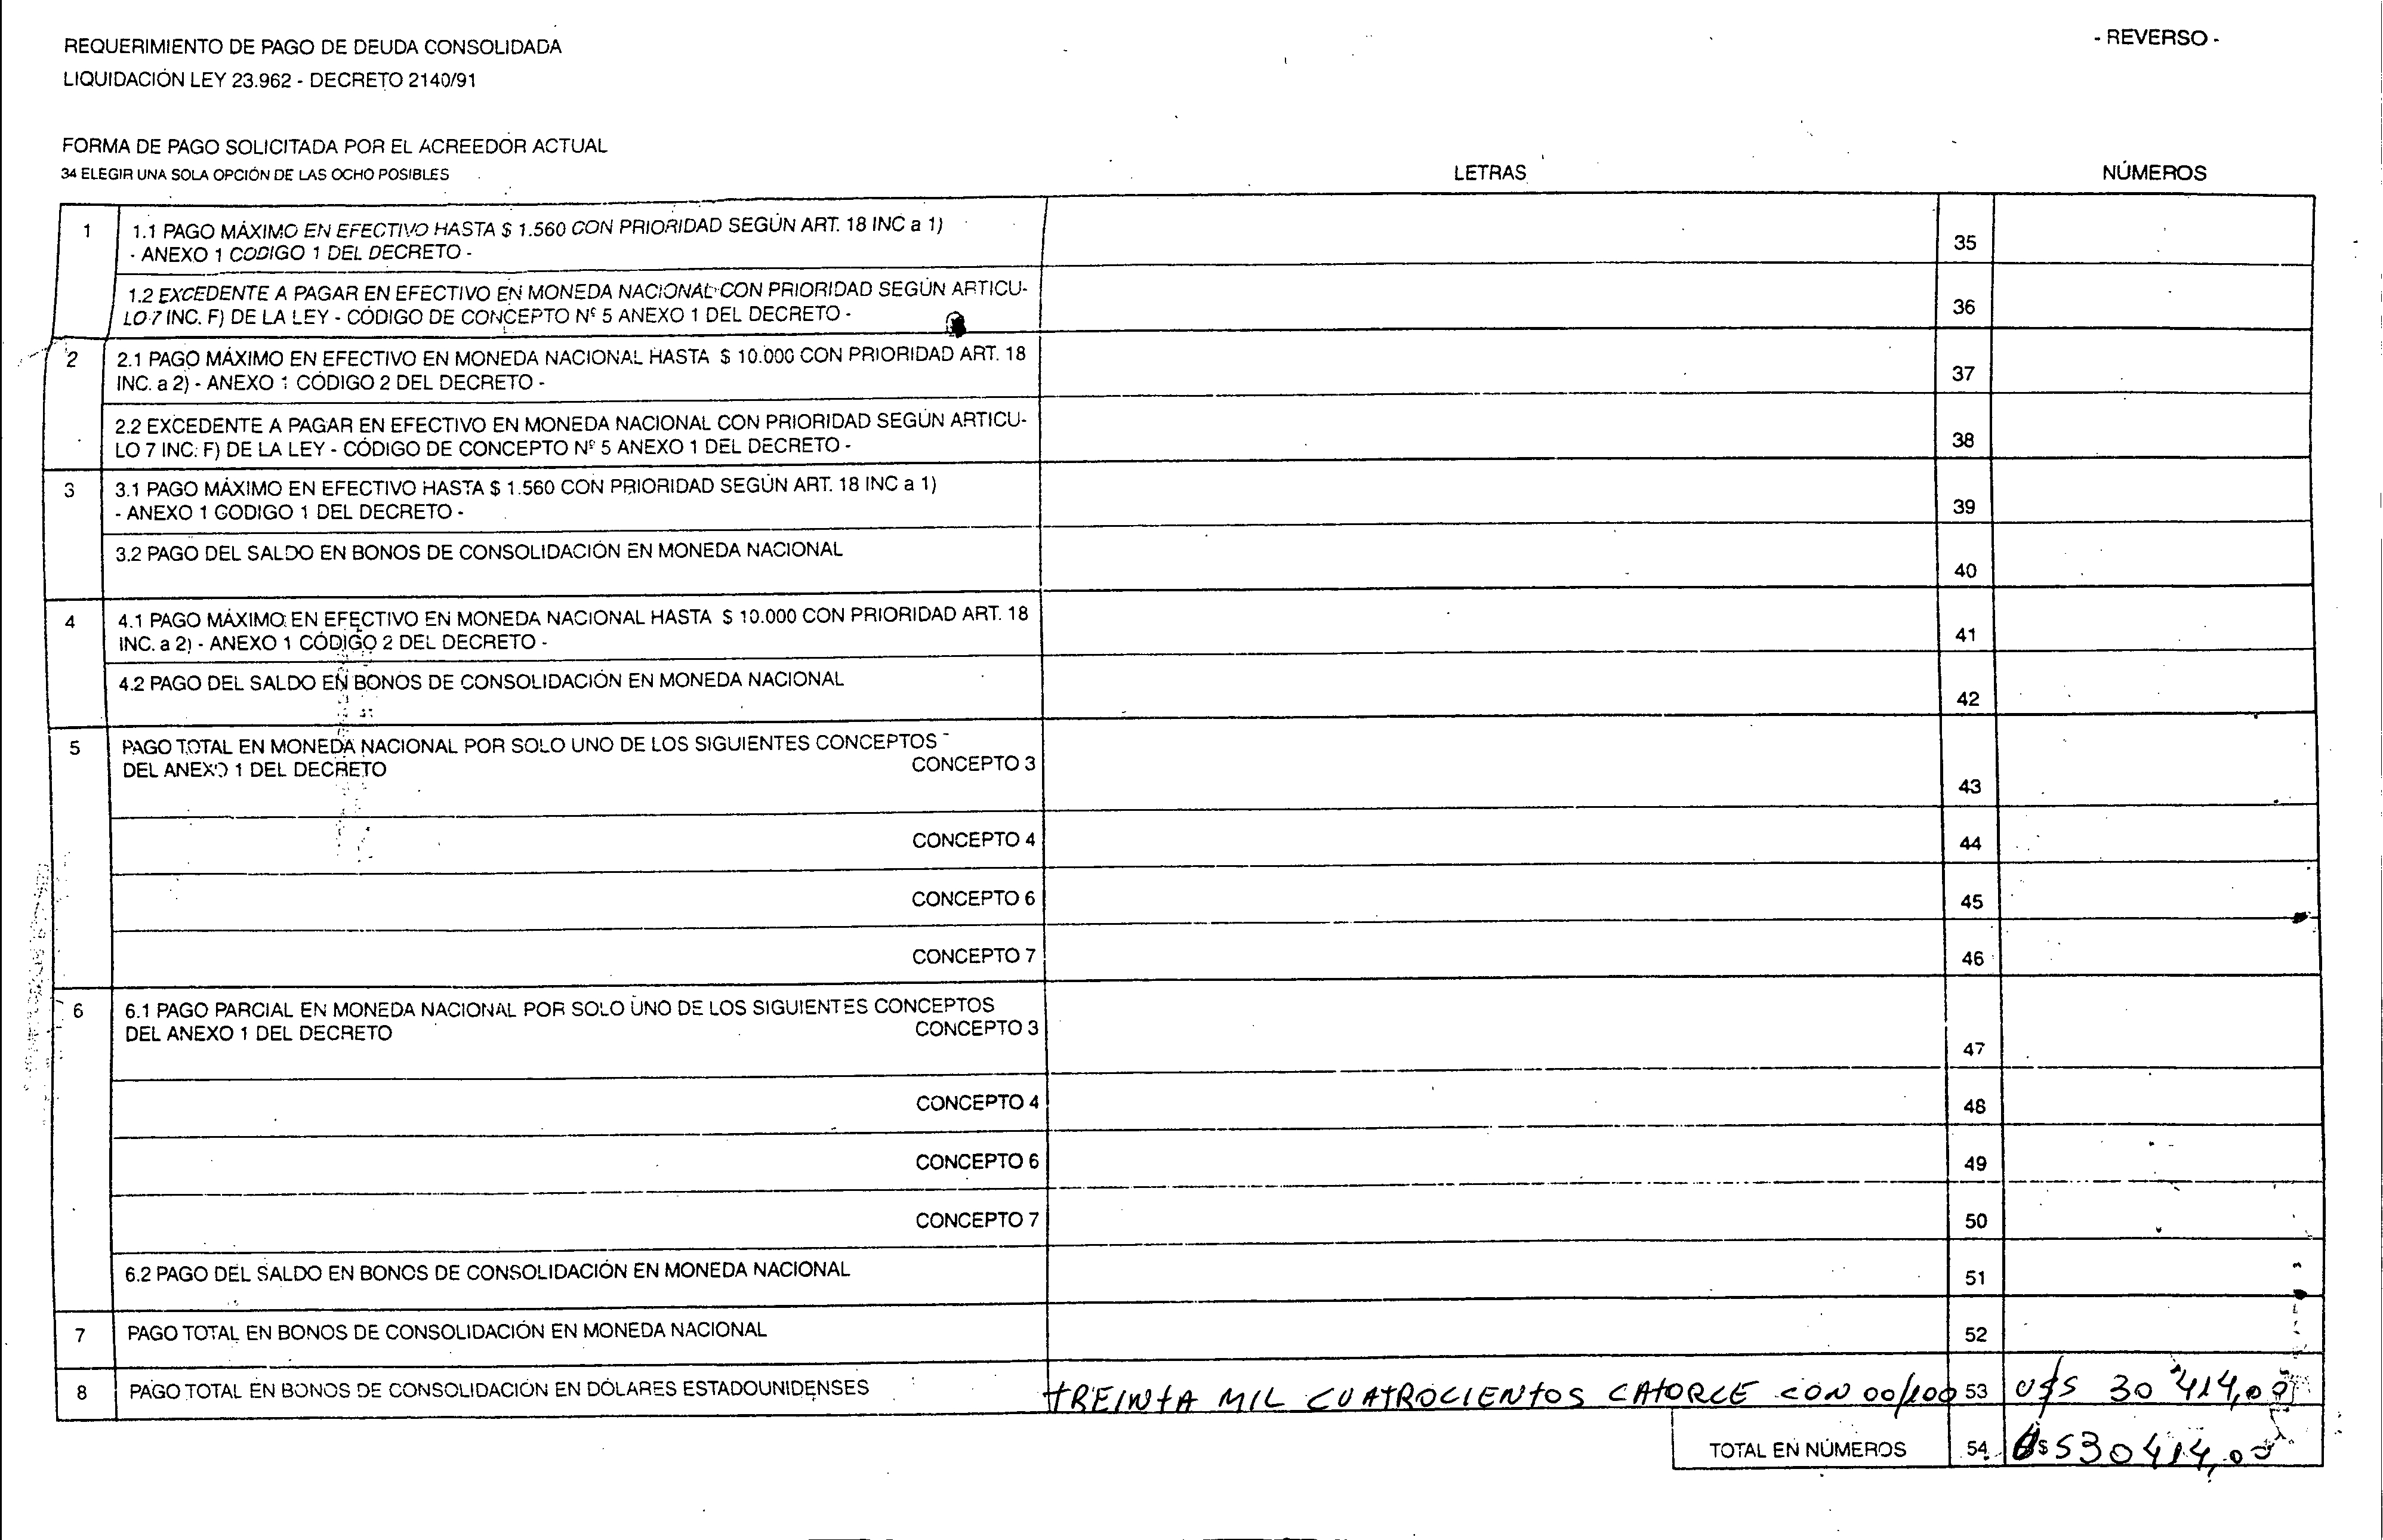 REQUERIMIENTO DE PAGO DE DEUDA CONSOLIDADA
- REVERSO -
LIQUIDACIÓN LEY 23.962 - DECRETO 2140/91
FORMA DE PAGO SOLICITADA POR EL ACREEDOR ACTUAL
34 ELEGIR UNA SOLA OPCIÓN DE LAS OCHO POSIBLES
LETRAS
NÚMEROS
1
1.1 PAGO MÁXIMO EN EFECTIVO HASTA $ 1.560 CON PRIORIDAD SEGÚN ART. 18 INC a 1)
- ANEXO 1 CODIGO 1 DEL DECRETO -
35
1.2 EXCEDENTE A PAGAR EN EFECTIVO EN MONEDA NACIONAL CON PRIORIDAD SEGÚN ARTICU-
LO 7 INC. F) DE LA LEY - CÓDIGO DE CONCEPTO Nº 5 ANEXO 1 DEL DECRETO -
36
2
2.1 PAGO MÁXIMO EN EFECTIVO EN MONEDA NACIONAL HASTA $ 10.000 CON PRIORIDAD ART. 18
INC. a 2) - ANEXO 1 CÓDIGO 2 DEL DECRETO -
37
2.2 EXCEDENTE A PAGAR EN EFECTIVO EN MONEDA NACIONAL CON PRIORIDAD SEGÚN ARTICU-
LO 7 INC. F) DE LA LEY - CÓDIGO DE CONCEPTO Nº 5 ANEXO 1 DEL DECRETO -
38
3
3.1 PAGO MÁXIMO EN EFECTIVO HASTA $ 1.560 CON PRIORIDAD SEGÚN ART. 18 INC a 1)
- ANEXO 1 CODIGO 1 DEL DECRETO -
39
3.2 PAGO DEL SALDO EN BONOS DE CONSOLIDACIÓN EN MONEDA NACIONAL
40
4
4.1 PAGO MÁXIMO EN EFECTIVO EN MONEDA NACIONAL HASTA $ 10.000 CON PRIORIDAD ART. 18
INC. a 2) - ANEXO 1 CÓDIGO 2 DEL DECRETO -
41
4.2 PAGO DEL SALDO EN BONOS DE CONSOLIDACIÓN EN MONEDA NACIONAL
42
5
PAGO TOTAL EN MONEDA NACIONAL POR SOLO UNO DE LOS SIGUIENTES CONCEPTOS
DEL ANEXO 1 DEL DECRETO CONCEPTO 3
43
CONCEPTO 4
44
CONCEPTO 6
45
CONCEPTO 7
46
6
6.1 PAGO PARCIAL EN MONEDA NACIONAL POR SOLO UNO DE LOS SIGUIENTES CONCEPTOS
DEL ANEXO 1 DEL DECRETO CONCEPTO 3
47
CONCEPTO 4
48
CONCEPTO 6
49
CONCEPTO 7
50
6.2 PAGO DEL SALDO EN BONOS DE CONSOLIDACIÓN EN MONEDA NACIONAL
51
7
PAGO TOTAL EN BONOS DE CONSOLIDACIÓN EN MONEDA NACIONAL
52
8
PAGO TOTAL EN BONOS DE CONSOLIDACIÓN EN DÓLARES ESTADOUNIDENSES
TREINTA MIL CUATROCIENTOS CATORCE CON 00/100
53
U$S 30414,00
TOTAL EN NÚMEROS
54
U$S 30414,00